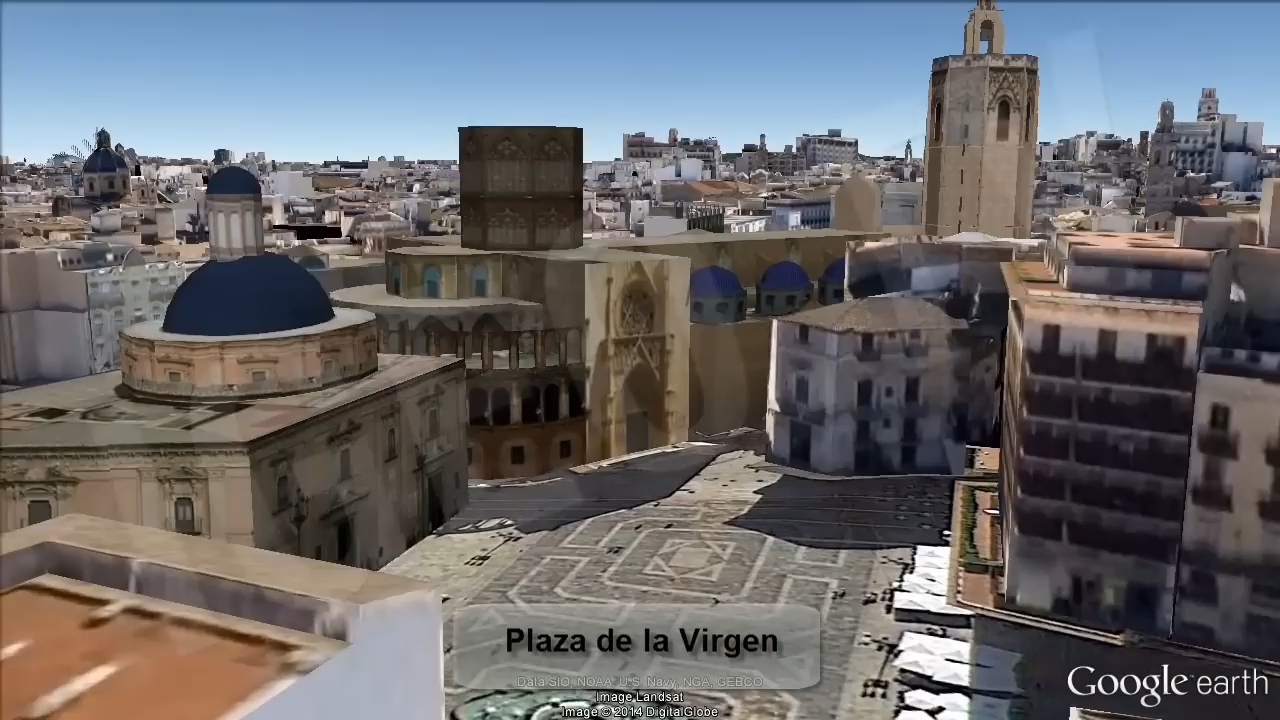 Plaza de la Virgen
Data SIO, NOAA, U.S. Navy, NGA, GEBCO
Image Landsat
Image © 2014 DigitalGlobe
Google earth